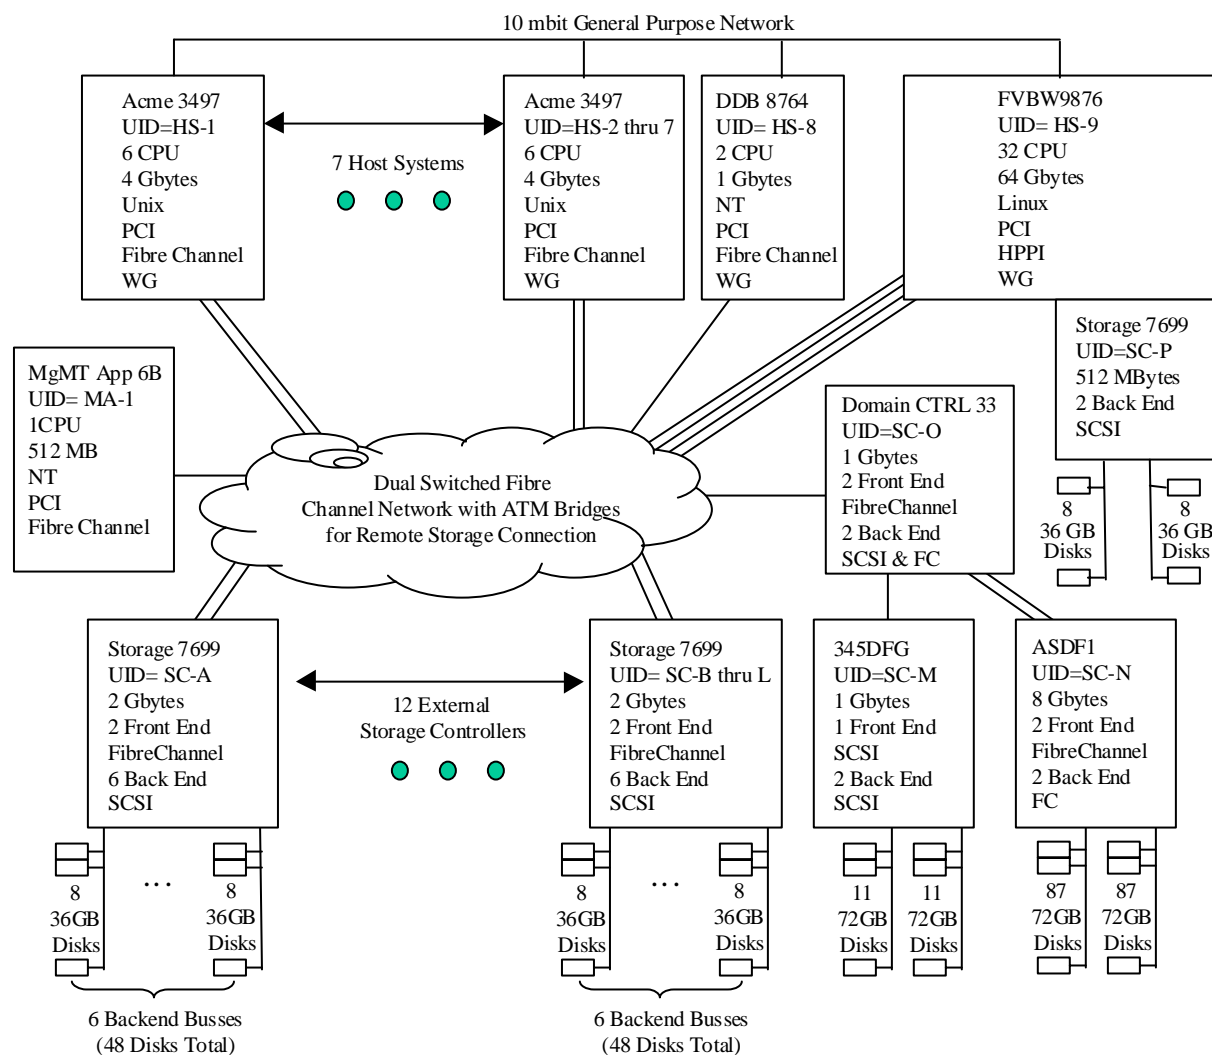 10 mbit General Purpose Network
Acme 3497
UID=HS-1
6 CPU
4 Gbytes
Unix
PCI
Fibre Channel
WG
7 Host Systems
Acme 3497
UID=HS-2 thru 7
6 CPU
4 Gbytes
Unix
PCI
Fibre Channel
WG
DDB 8764
UID= HS-8
2 CPU
1 Gbytes
NT
PCI
Fibre Channel
WG
FVBW9876
UID= HS-9
32 CPU
64 Gbytes
Linux
PCI
HPPI
WG
Storage 7699
UID=SC-P
512 MBytes
2 Back End
SCSI
8
36 GB
Disks
8
36 GB
Disks
MgMT App 6B
UID= MA-1
1CPU
512 MB
NT
PCI
Fibre Channel
Dual Switched Fibre
Channel Network with ATM Bridges
for Remote Storage Connection
Domain CTRL 33
UID=SC-O
1 Gbytes
2 Front End
FibreChannel
2 Back End
SCSI & FC
Storage 7699
UID= SC-A
2 Gbytes
2 Front End
FibreChannel
6 Back End
SCSI
12 External
Storage Controllers
Storage 7699
UID= SC-B thru L
2 Gbytes
2 Front End
FibreChannel
6 Back End
SCSI
345DFG
UID=SC-M
1 Gbytes
1 Front End
SCSI
2 Back End
SCSI
ASDF1
UID=SC-N
8 Gbytes
2 Front End
FibreChannel
2 Back End
FC
8
36GB
Disks
...
8
36GB
Disks
6 Backend Busses
(48 Disks Total)
8
36GB
Disks
...
8
36GB
Disks
6 Backend Busses
(48 Disks Total)
11
72GB
Disks
11
72GB
Disks
87
72GB
Disks
87
72GB
Disks